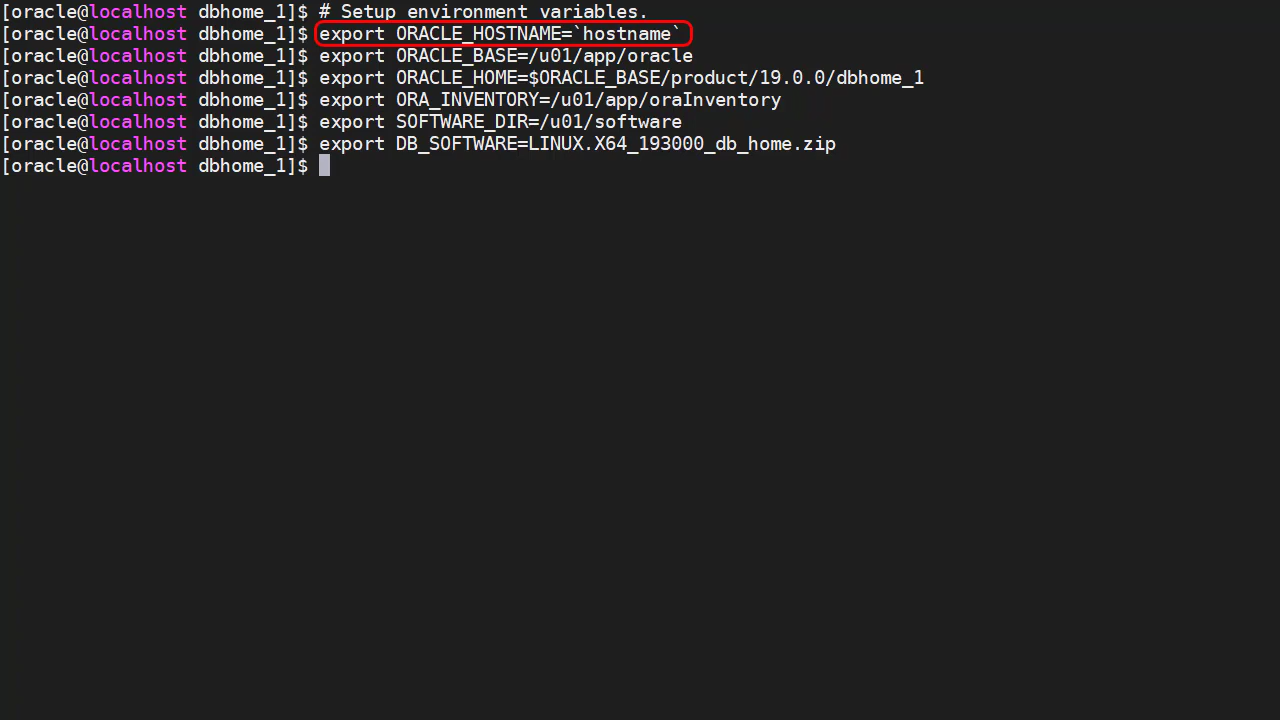 [oracle@localhost dbhome_1]$ # Setup environment variables.
[oracle@localhost dbhome_1]$ export ORACLE_HOSTNAME=`hostname`
[oracle@localhost dbhome_1]$ export ORACLE_BASE=/u01/app/oracle
[oracle@localhost dbhome_1]$ export ORACLE_HOME=$ORACLE_BASE/product/19.0.0/dbhome_1
[oracle@localhost dbhome_1]$ export ORA_INVENTORY=/u01/app/oraInventory
[oracle@localhost dbhome_1]$ export SOFTWARE_DIR=/u01/software
[oracle@localhost dbhome_1]$ export DB_SOFTWARE=LINUX.X64_193000_db_home.zip
[oracle@localhost dbhome_1]$